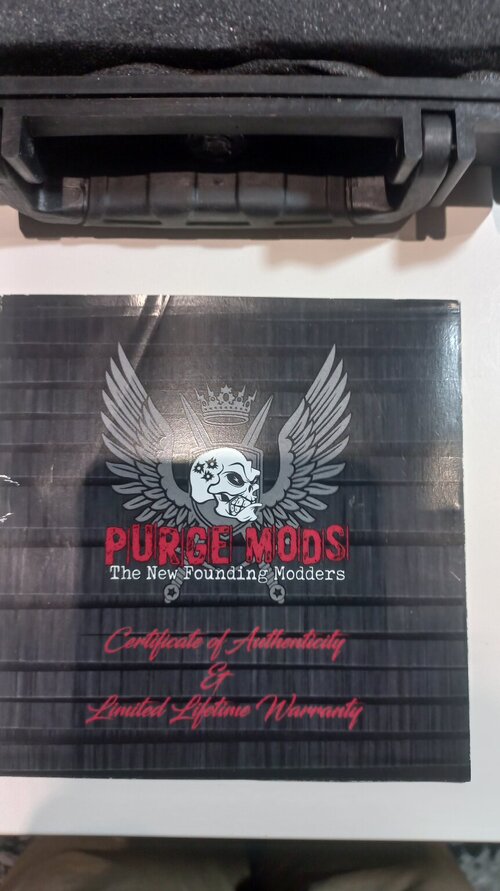 PURGE MODS
The New Founding Modders
Certificate of Authenticity
&
Limited Lifetime Warranty